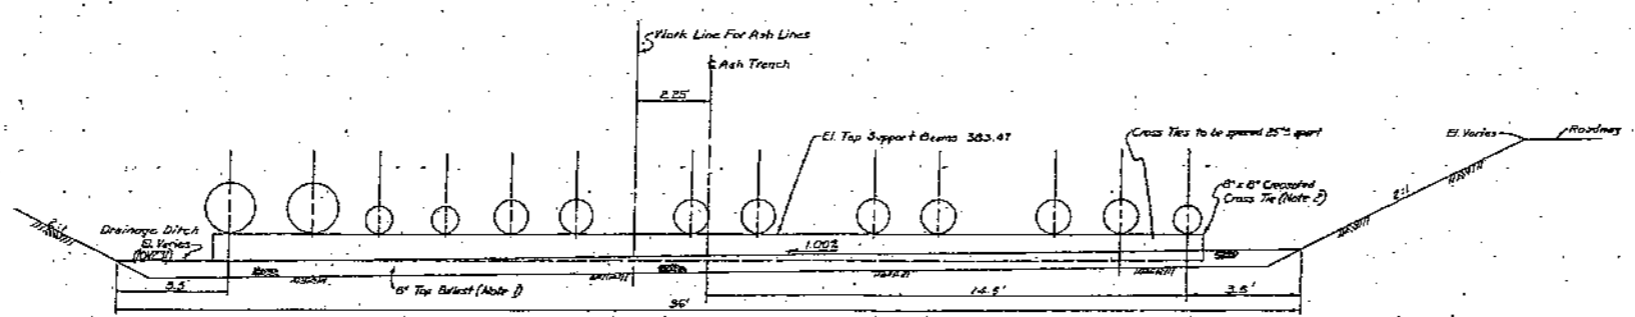 Work Line For Ash Lines
℄ Ash Trench
2.25'
El. Top Support Beams 383.47
Cross Ties to be spaced 25" apart
El. Varies
Roadway
8" x 8" Creosoted
Cross Tie (Note 2)
2:1
2:1
Drainage Ditch
El. Varies
1.00%
6" Top Ballast (Note 1)
3.5'
14.5'
3.5'
36'